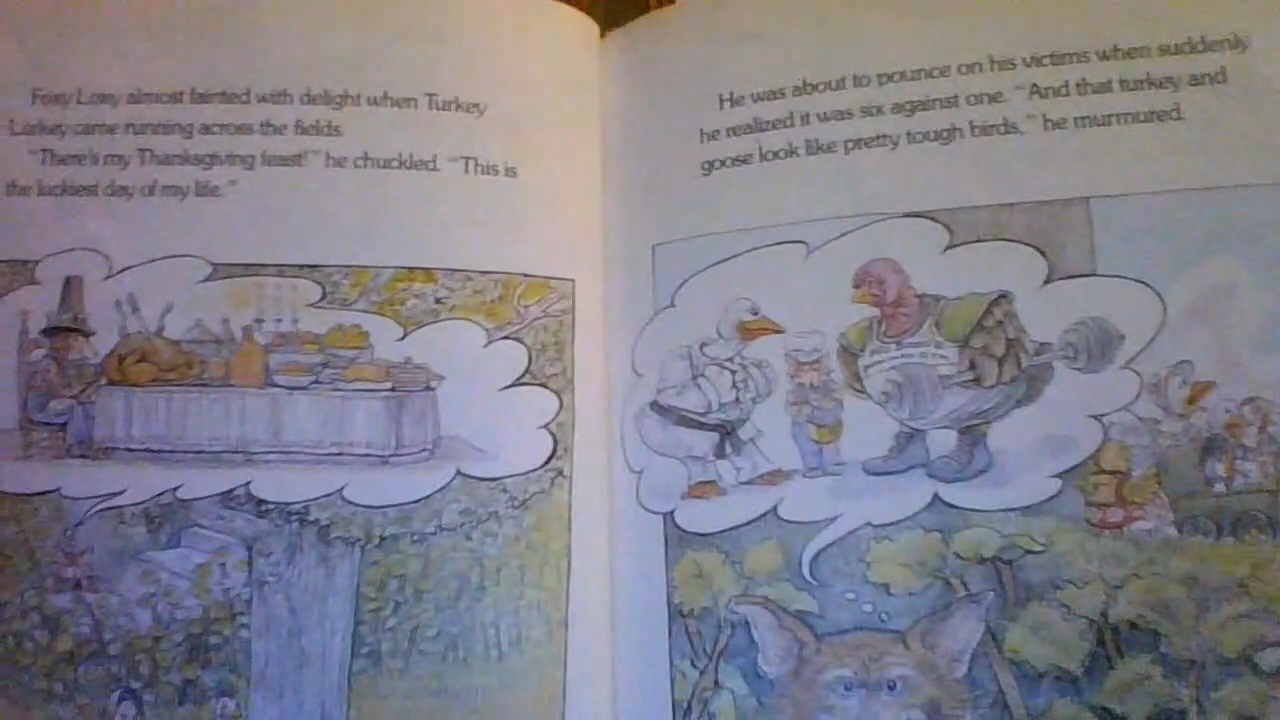 Foxy Loxy almost fainted with delight when Turkey
Lurkey came running across the fields.
"There's my Thanksgiving feast!" he chuckled. "This is
the luckiest day of my life."
He was about to pounce on his victims when suddenly
he realized it was six against one. "And that turkey and
goose look like pretty tough birds," he murmured.